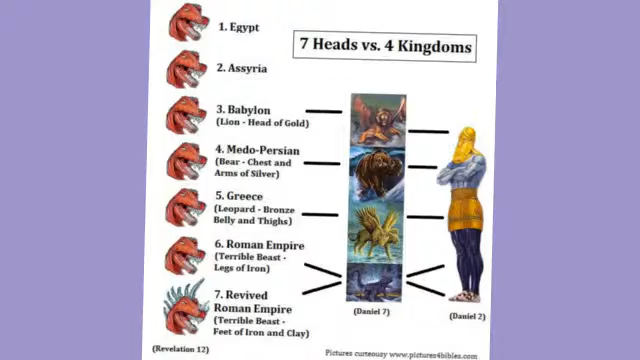 1. Egypt
7 Heads vs. 4 Kingdoms
2. Assyria
3. Babylon
(Lion - Head of Gold)
4. Medo-Persian
(Bear - Chest and
Arms of Silver)
5. Greece
(Leopard - Bronze
Belly and Thighs)
6. Roman Empire
(Terrible Beast -
Legs of Iron)
7. Revived
Roman Empire
(Terrible Beast -
Feet of Iron and Clay)
(Daniel 7)
(Daniel 2)
(Revelation 12)
Pictures curteousy www.pictures4bibles.com